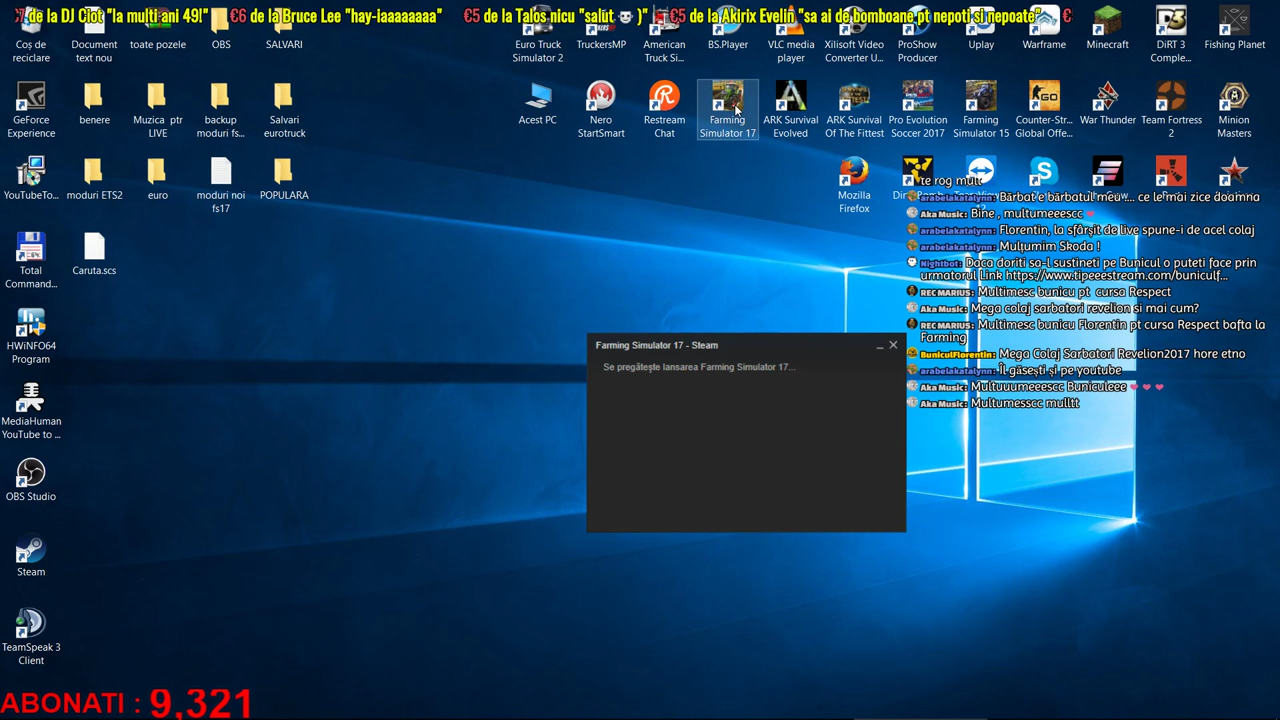 de la DJ Ciot "la mulți ani 49!" €6 de la Bruce Lee "hay-iaaaaaaaa" €5 de la Talos nicu "salut )" €5 de la Akirix Evelin "sa ai de bomboane pt nepoti si nepoate" €
Coș de reciclare
Document text nou
toate pozele
OBS
SALVARI
Euro Truck Simulator 2
TruckersMP
American Truck Si...
BS.Player
VLC media player
Xilisoft Video Converter U...
ProShow Producer
Uplay
Warframe
Minecraft
DiRT 3 Comple...
Fishing Planet
GeForce Experience
benere
Muzica ptr LIVE
backup moduri fs...
Salvari eurotruck
Acest PC
Nero StartSmart
Restream Chat
Farming Simulator 17
ARK Survival Evolved
ARK Survival Of The Fittest
Pro Evolution Soccer 2017
Farming Simulator 15
Counter-Str... Global Offe...
War Thunder
Team Fortress 2
Minion Masters
YouTubeTo...
moduri ETS2
euro
moduri noi fs17
POPULARA
Mozilla Firefox
te rog mult
arabelakatalynn: Bărbat e bărbatul meu .... ce le mai zice doamna
Aka Music: Bine , multumeeescc
arabelakatalynn: Florentin, la sfârșit de live spune-i de acel colaj
arabelakatalynn: Mulțumim Skoda !
Nightbot: Daca doriti sa-l sustineti pe Bunicul o puteti face prin
urmatorul Link https://www.tipeeestream.com/buniculf...
REC MARIUS: Multimesc bunicu pt cursa Respect
Aka Music: Mega colaj sarbatori revelion si mai cum?
REC MARIUS: Multimesc bunicu Florentin pt cursa Respect bafta la
Farming
BuniculFlorentin: Mega Colaj Sarbatori Revelion2017 hore etno
arabelakatalynn: Îl găsești și pe youtube
Aka Music: Multuuumeeescc Buniculeee
Aka Music: Multumesscc mulltt
Total Comman...
Caruta.scs
HWiNFO64 Program
Farming Simulator 17 - Steam
Se pregătește lansarea Farming Simulator 17...
MediaHuman YouTube to ...
OBS Studio
Steam
TeamSpeak 3 Client
ABONATI : 9,321